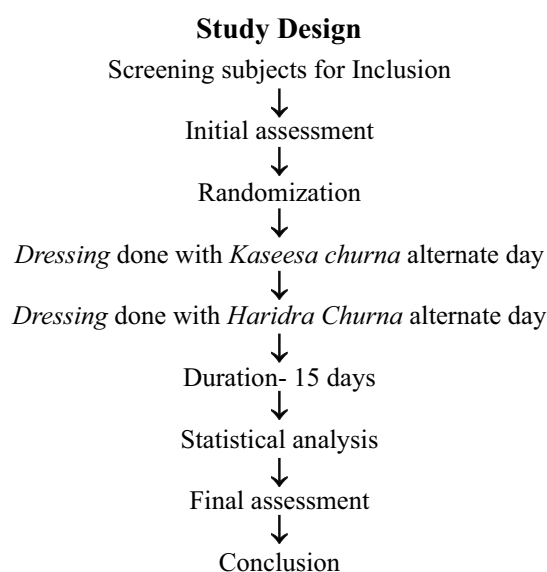 Study Design
Screening subjects for Inclusion
Initial assessment
Randomization
Dressing done with Kaseesa churna alternate day
Dressing done with Haridra Churna alternate day
Duration- 15 days
Statistical analysis
Final assessment
Conclusion